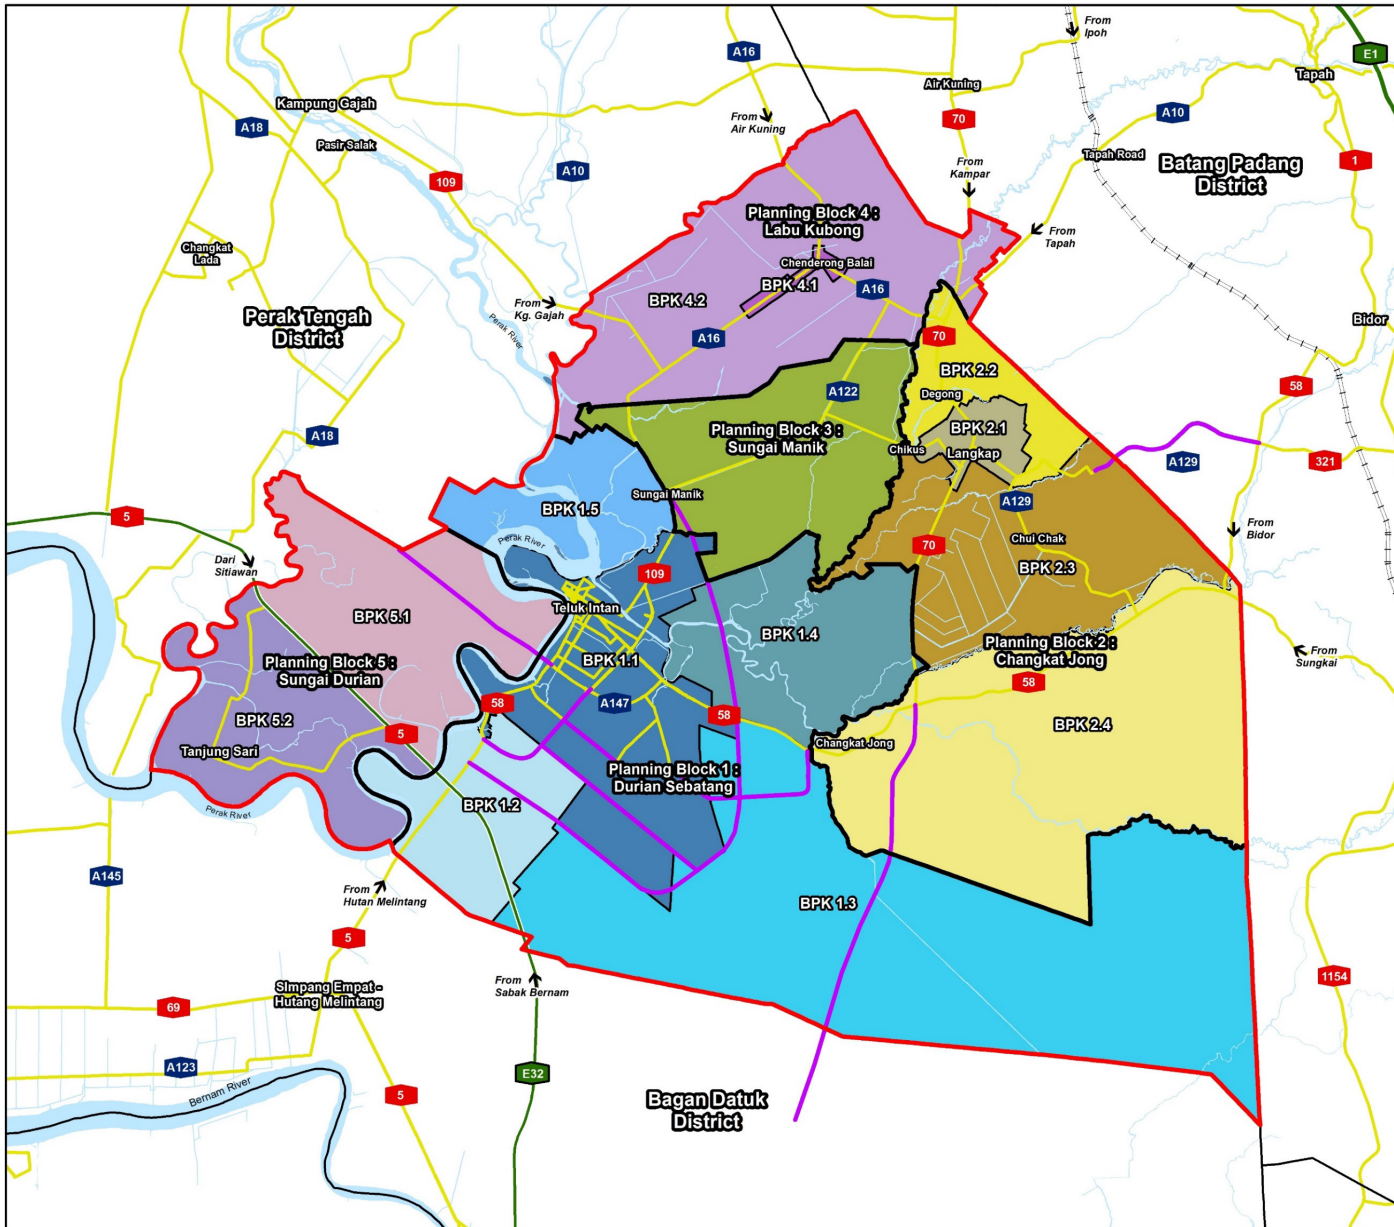 From
Ipoh
A16
E1
Tapah
Air Kuning
Kampung Gajah
A18
From
Air Kuning
70
A10
Pasir Salak
Tapah Road
1
Batang Padang
District
109
A10
From
Kampar
Planning Block 4 :
Labu Kubong
From
Tapah
Changkat
Lada
Chenderong Balai
BPK 4.1
A16
BPK 4.2
From
Kg. Gajah
Perak Tengah
District
Perak River
A16
70
Bidor
BPK 2.2
58
A122
Degong
A18
Planning Block 3 :
Sungai Manik
BPK 2.1
Langkap
Chikus
A129
321
Sungai Manik
BPK 1.5
A129
5
From
Bidor
Perak River
Chui Chak
70
Dari
Sitiawan
BPK 2.3
109
Teluk Intan
BPK 5.1
BPK 1.4
Planning Block 2 :
Changkat Jong
From
Sungkai
BPK 1.1
Planning Block 5 :
Sungai Durian
58
58
A147
58
BPK 5.2
BPK 2.4
5
Tanjung Sari
Changkat Jong
Planning Block 1 :
Durian Sebatang
BPK 1.2
Perak River
A145
From
Hutan Melintang
BPK 1.3
5
From
Sabak Bernam
SImpang Empat -
Hutang Melintang
1154
69
A123
E32
Bernam River
5
Bagan Datuk
District